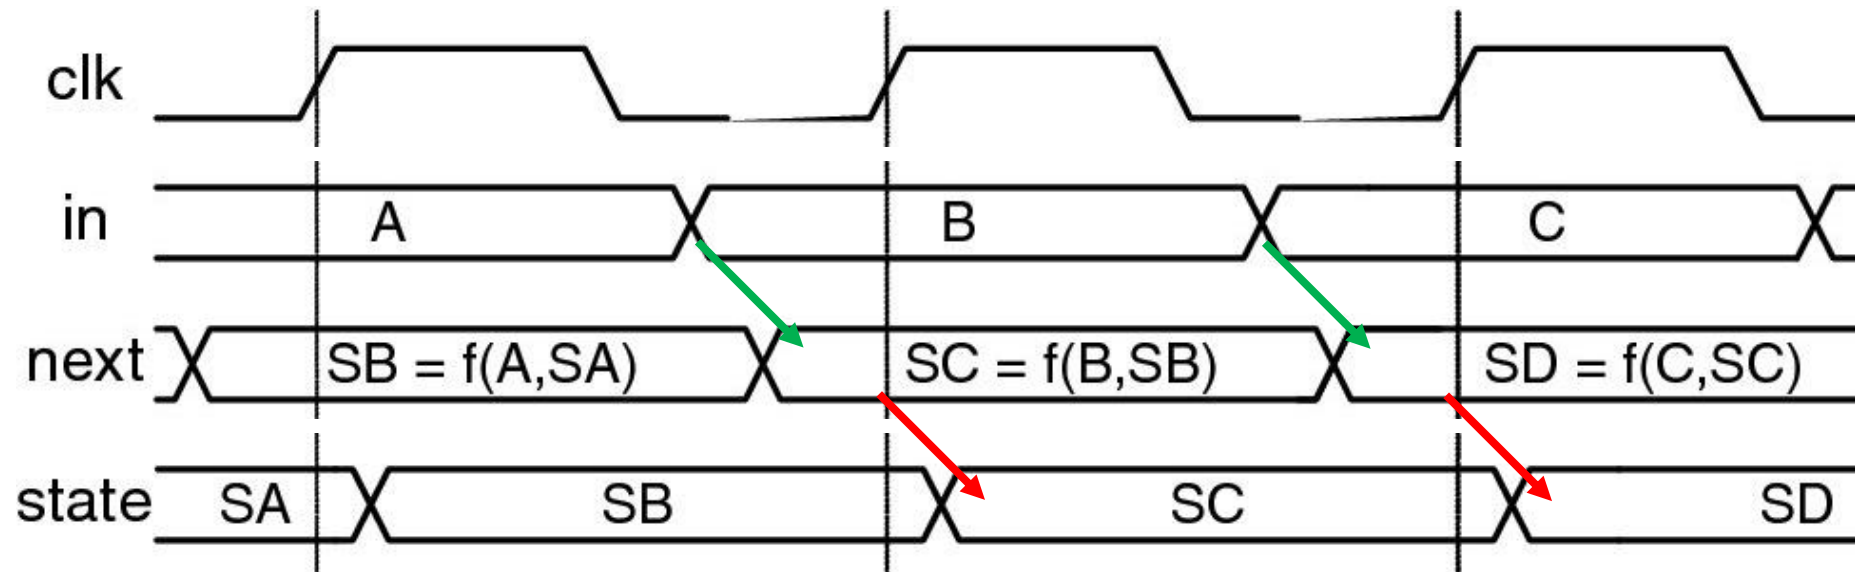 clk
in A B C
next SB = f(A,SA) SC = f(B,SB) SD = f(C,SC)
state SA SB SC SD